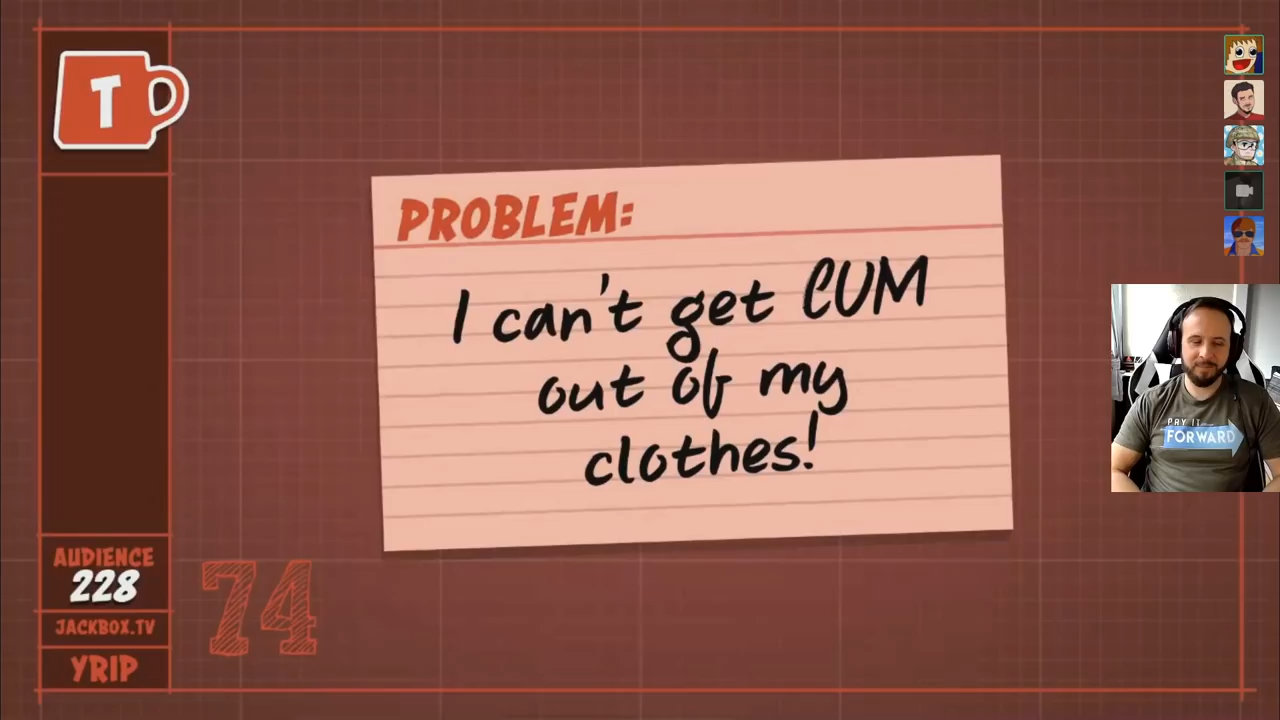 T
PROBLEM:
I can't get CUM
out of my
clothes!
PAY IT
FORWARD
AUDIENCE
228
JACKBOX.TV
YRIP
74